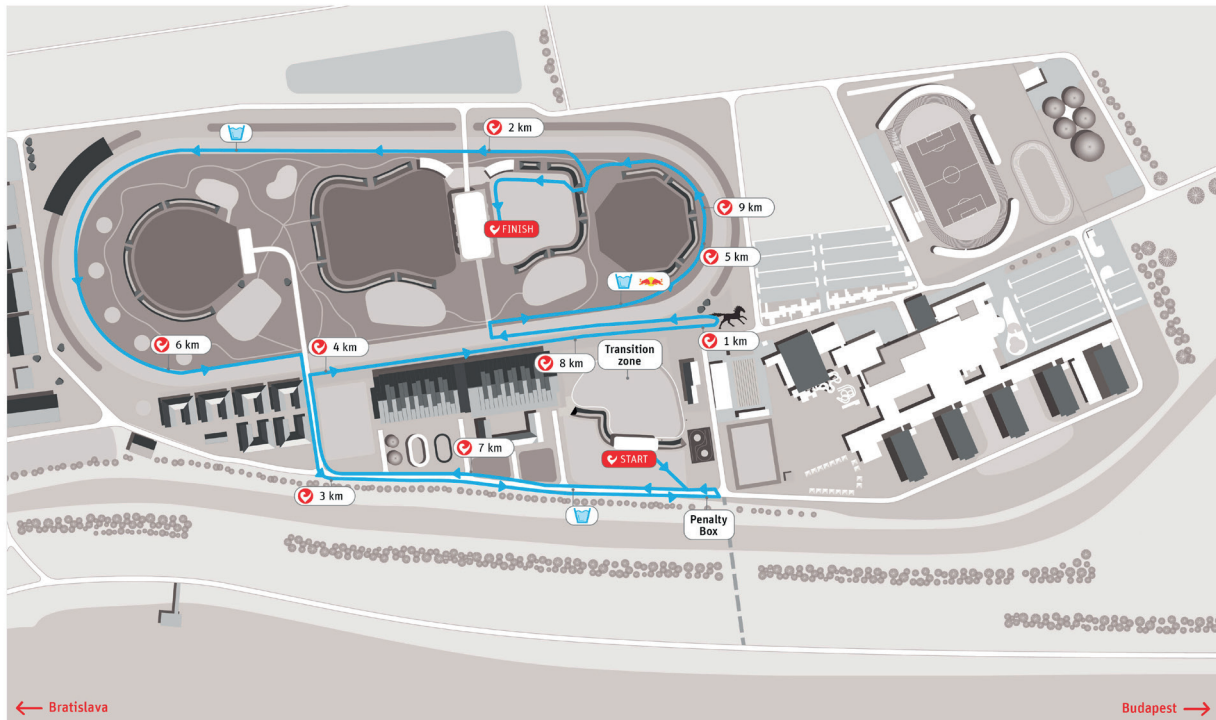 2 km
9 km
FINISH
5 km
1 km
6 km
4 km
8 km
Transition
zone
7 km
START
3 km
Penalty
Box
Bratislava
Budapest